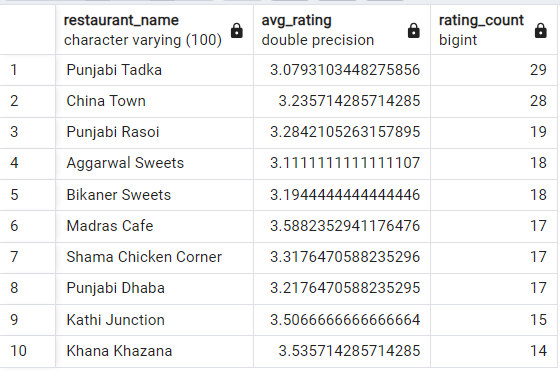 restaurant_name avg_rating rating_count
character varying (100) double precision bigint
1 Punjabi Tadka 3.0793103448275856 29
2 China Town 3.235714285714285 28
3 Punjabi Rasoi 3.2842105263157895 19
4 Aggarwal Sweets 3.1111111111111107 18
5 Bikaner Sweets 3.1944444444444446 18
6 Madras Cafe 3.5882352941176476 17
7 Shama Chicken Corner 3.3176470588235296 17
8 Punjabi Dhaba 3.2176470588235295 17
9 Kathi Junction 3.5066666666666664 15
10 Khana Khazana 3.535714285714285 14